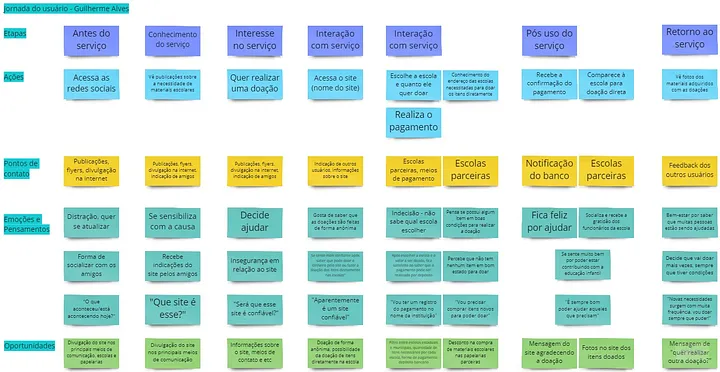 Jornada do usuário - Guilherme Alves
Etapas
Antes do
serviço
Conhecimento
do serviço
Interesse
no serviço
Interação
com serviço
Interação
com serviço
Pós uso do
serviço
Retorno ao
serviço
Ações
Acessa as
redes sociais
Vê publicações sobre
a necessidade de
materiais escolares
Quer realizar
uma doação
Acessa o site
(nome do site)
Escolhe a escola
e quanto ele
quer doar
Conhecimento do
endereço das escolas
necessitadas para doar
os itens diretamente
Recebe a
confirmação do
pagamento
Comparece à
escola para
doação direta
Vê fotos dos
materiais adquiridos
com as doações
Realiza o
pagamento
Pontos de
contato
Publicações,
flyers, divulgação
na internet
Publicações, flyers,
divulgação na internet,
indicação de amigos
Publicações, flyers,
divulgação na internet,
indicação de amigos
Indicação de outros
usuários, informações
sobre o site
Escolas
parceiras, meios
de pagamento
Escolas
parceiras
Notificação
do banco
Escolas
parceiras
Feedback dos
outros usuários
Emoções e
Pensamentos
Distração, quer
se atualizar
Se sensibiliza
com a causa
Decide
ajudar
Gosta de saber que
as doações são feitas
de forma anônima
Indecisão - não
sabe qual escola
escolher
Pensa se possui algum
item em boas
condições para realizar
a doação
Fica feliz
por ajudar
Socializa e recebe a
gratidão dos
funcionários da escola
Bem-estar por saber
que muitas pessoas
estão sendo ajudadas
Forma de
socializar com os
amigos
Recebe
indicações do
site pelos amigos
Insegurança em
relação ao site
Percebe que não tem
nenhum item em bom
estado para doar
Se sente muito bem
por poder estar
contribuindo com a
educação infantil
Decide que vai doar
mais vezes, sempre
que tiver condições
"O que
aconteceu/está
acontecendo hoje?"
"Que site é
esse?"
"Será que esse
site é confiável?"
"Aparentemente
é um site
confiável"
"Vou ter um registro
do pagamento no
nome da instituição"
"Vou precisar
comprar itens novos
para poder doar"
"É sempre bom
poder ajudar aqueles
que precisam"
"Novas necessidades
surgem com muita
frequência, vou doar
sempre que puder!"
Oportunidades
Divulgação do site nos
principais meios de
comunicação, escolas e
papelarias
Divulgação do site
nos principais meios
de comunicação
Informações sobre
o site, meios de
contato e etc
Doação de forma
anônima, possibilidade
da doação de itens
diretamente na escola
Desconto na compra
de materiais escolares
nas papelarias
parceiras
Mensagem do
site agradecendo
a doação
Fotos no site dos
itens doados
Mensagem de
"quer realizar
outra doação?"